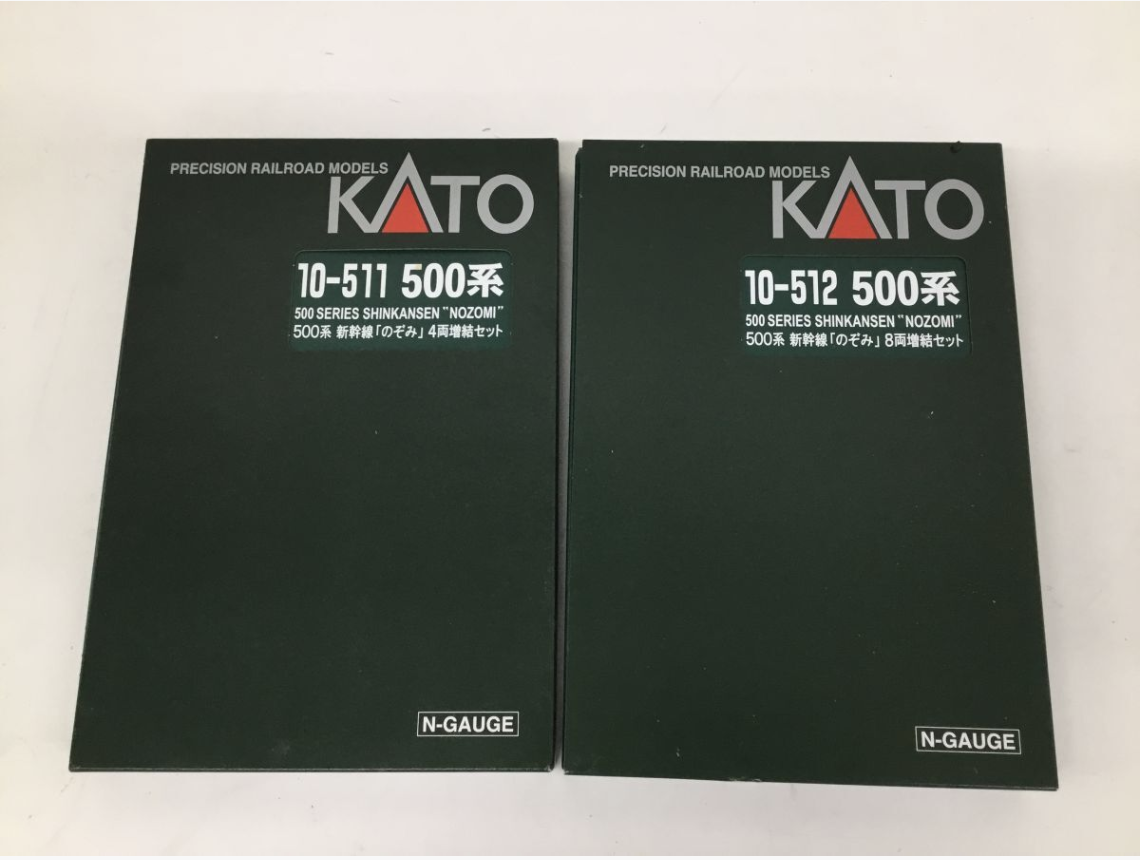 PRECISION RAILROAD MODELS
KATO
10-511 500系
500 SERIES SHINKANSEN "NOZOMI"
500系 新幹線「のぞみ」4両増結セット
N-GAUGE
PRECISION RAILROAD MODELS
KATO
10-512 500系
500 SERIES SHINKANSEN "NOZOMI"
500系 新幹線「のぞみ」8両増結セット
N-GAUGE